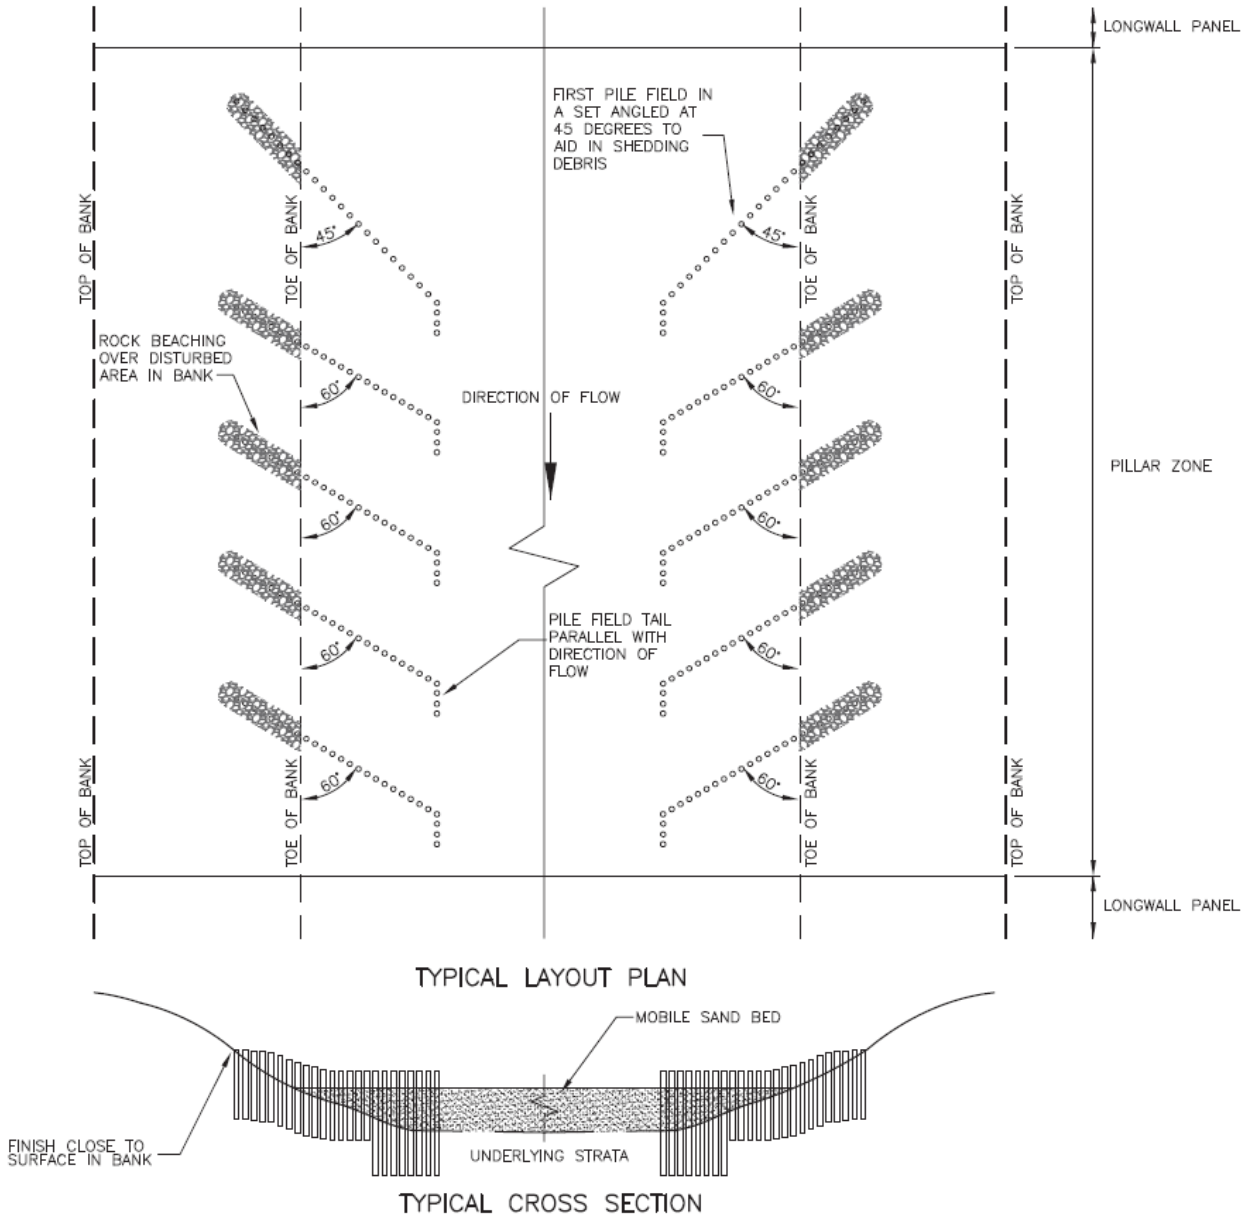 LONGWALL PANEL
FIRST PILE FIELD IN
A SET ANGLED AT
45 DEGREES TO
AID IN SHEDDING
DEBRIS
TOP OF BANK
TOE OF BANK
45°
45°
TOE OF BANK
TOP OF BANK
ROCK BEACHING
OVER DISTURBED
AREA IN BANK
60°
DIRECTION OF FLOW
60°
PILLAR ZONE
60°
60°
PILE FIELD TAIL
PARALLEL WITH
DIRECTION OF
FLOW
60°
60°
TOP OF BANK
TOE OF BANK
60°
60°
TOE OF BANK
TOP OF BANK
LONGWALL PANEL
TYPICAL LAYOUT PLAN
MOBILE SAND BED
FINISH CLOSE TO
SURFACE IN BANK
UNDERLYING STRATA
TYPICAL CROSS SECTION